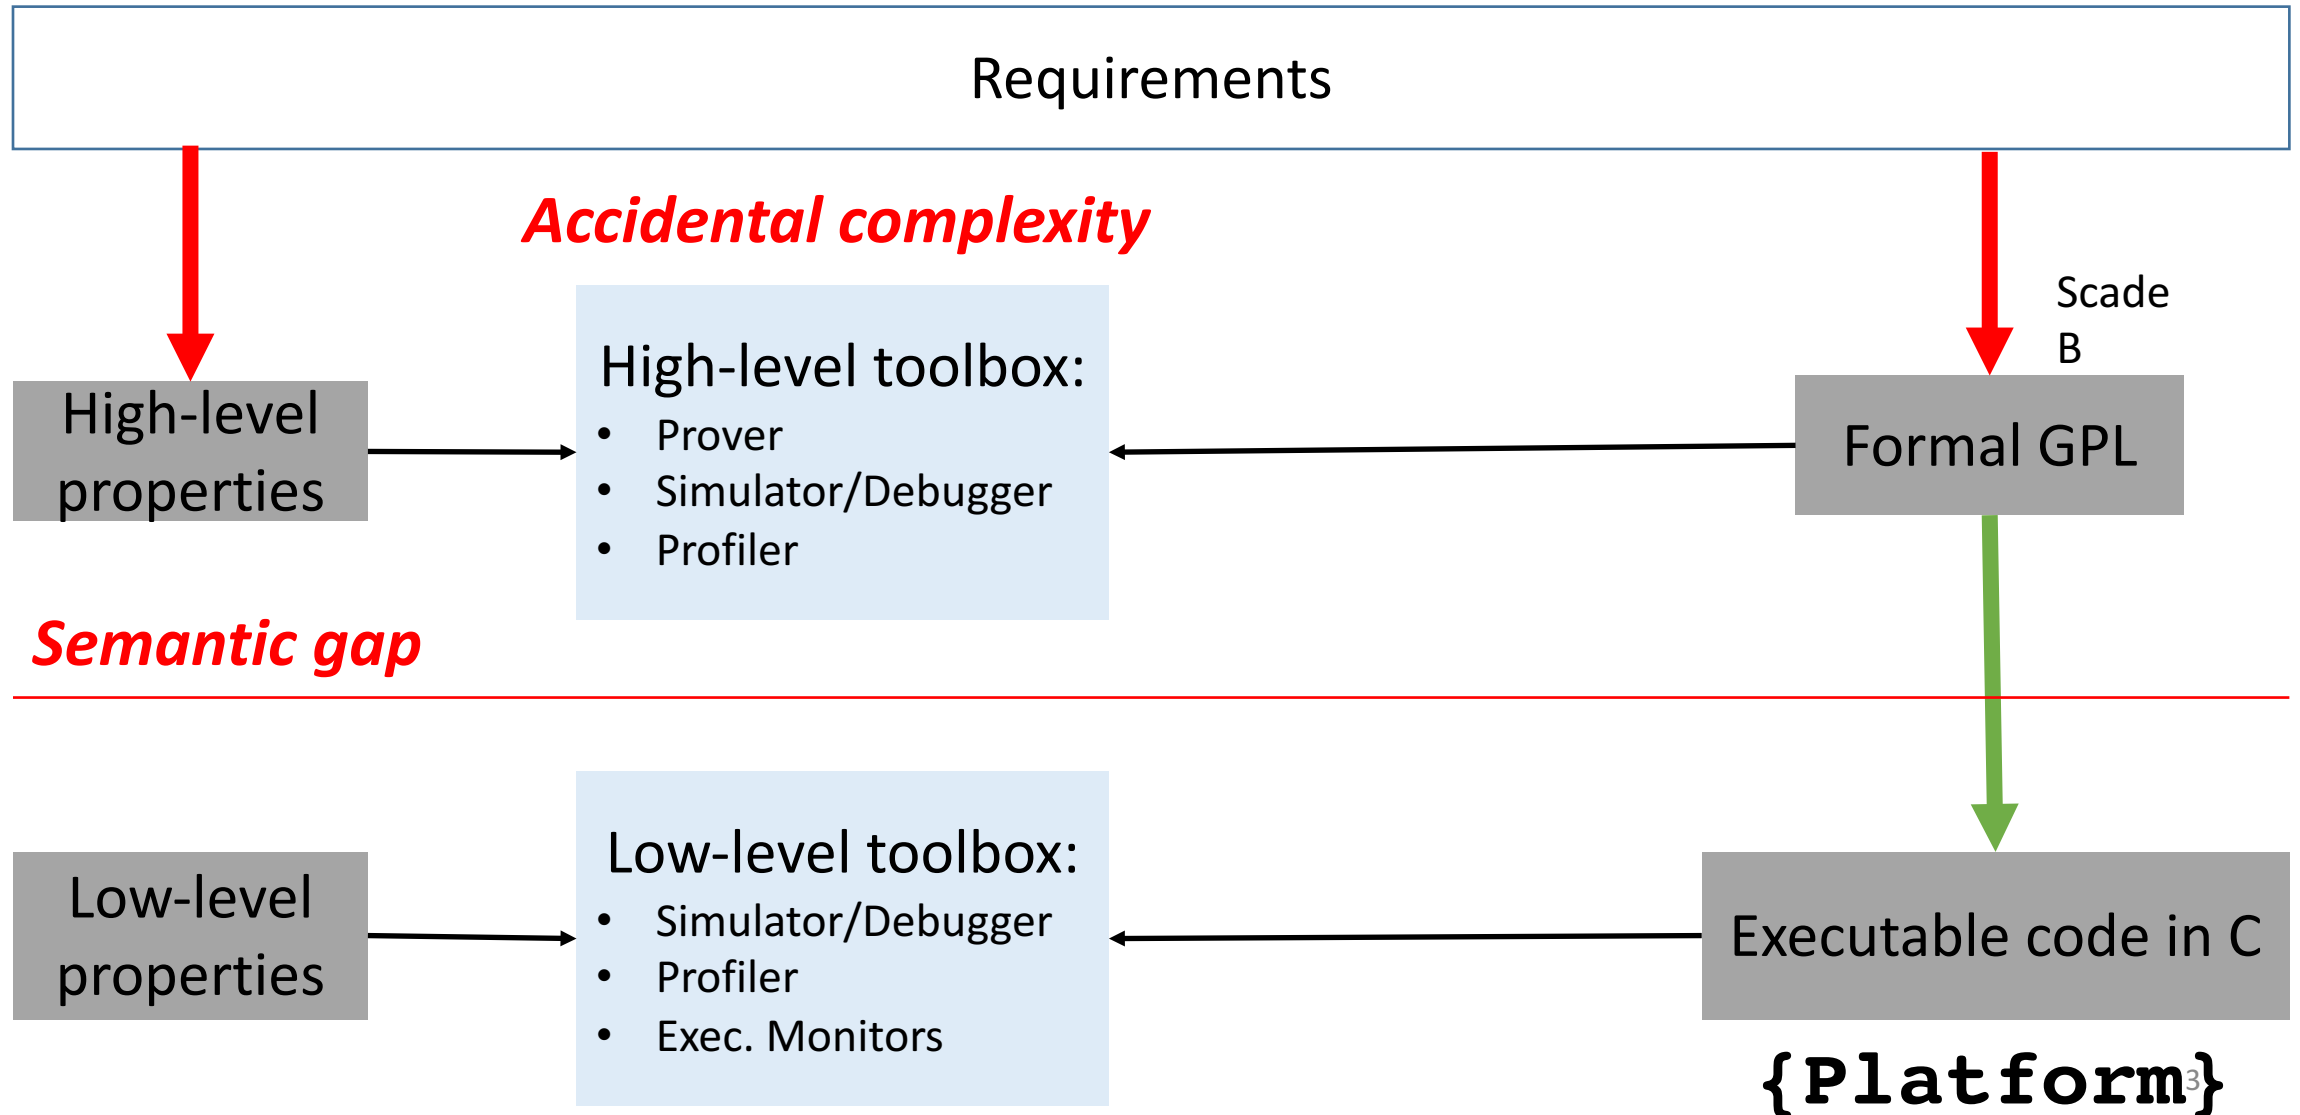 Requirements
Accidental complexity
Scade
B
High-level
properties
High-level toolbox:
• Prover
• Simulator/Debugger
• Profiler
Formal GPL
Semantic gap
Low-level
properties
Low-level toolbox:
• Simulator/Debugger
• Profiler
• Exec. Monitors
Executable code in C
{Platform}
3